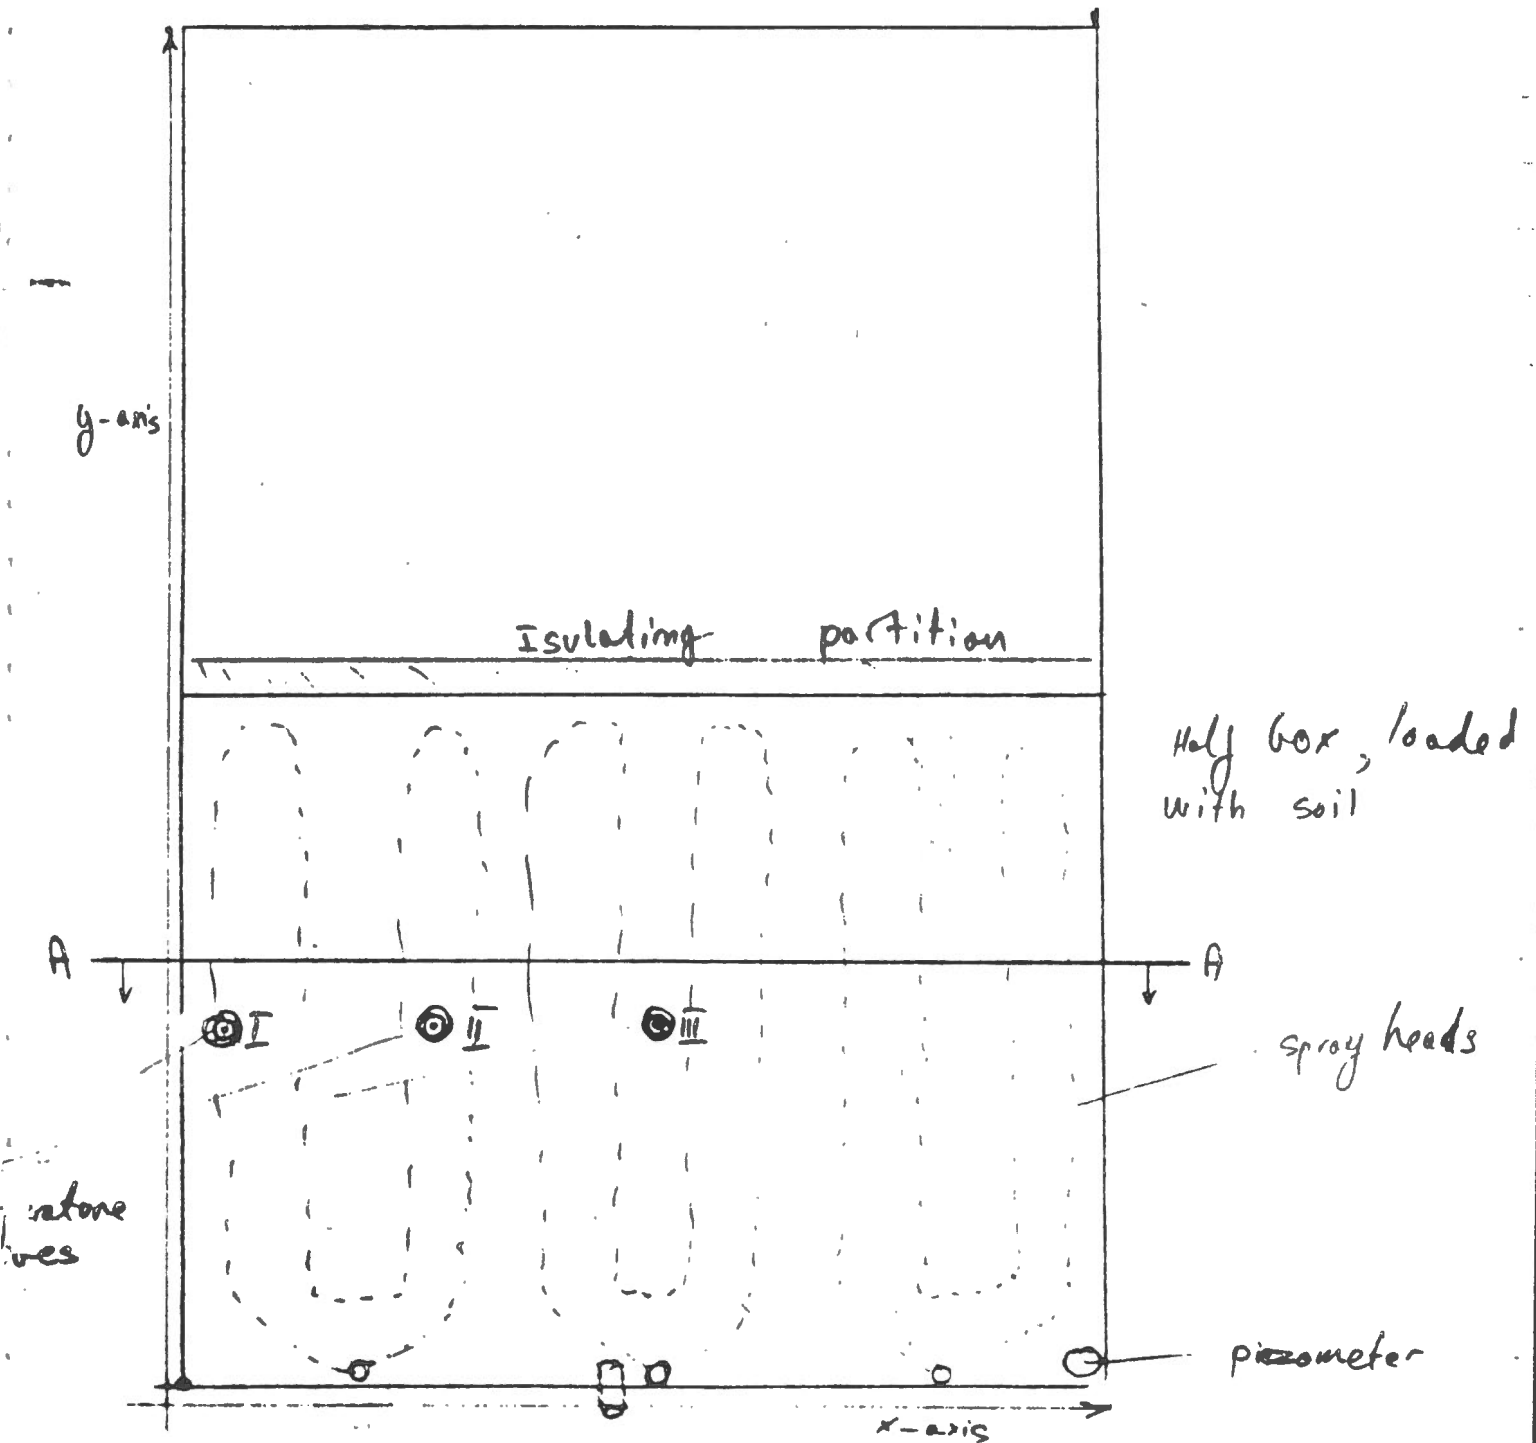 y-axis
Isulating partition
Half box, loaded
with soil
A
A
I
II
III
spray heads
piezometer
x-axis